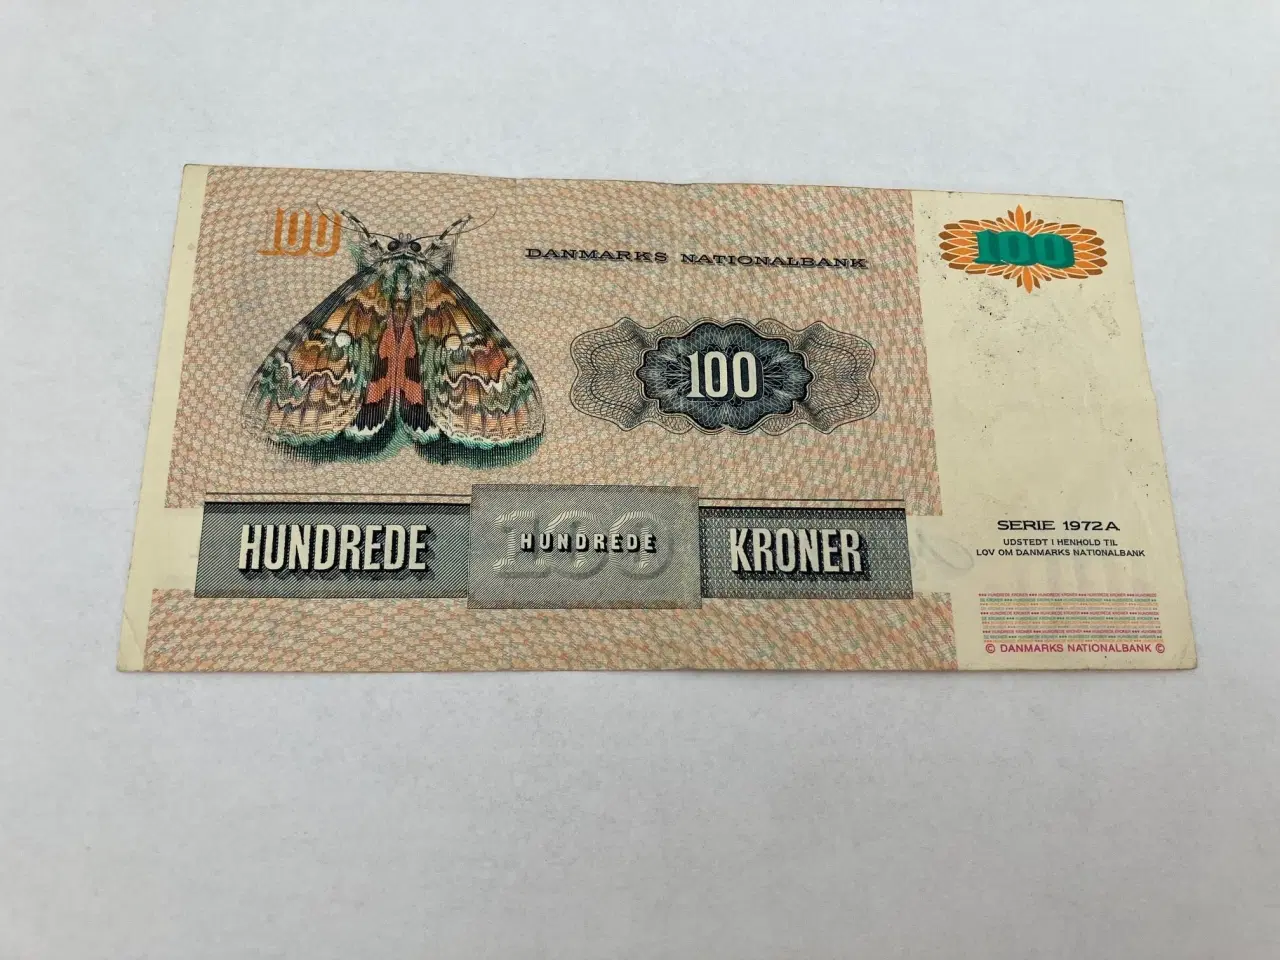 100
DANMARKS NATIONALBANK
100
100
HUNDREDE
100
HUNDREDE
KRONER
SERIE 1972A
UDSTEDT I HENHOLD TIL
LOV OM DANMARKS NATIONALBANK
© DANMARKS NATIONALBANK ©